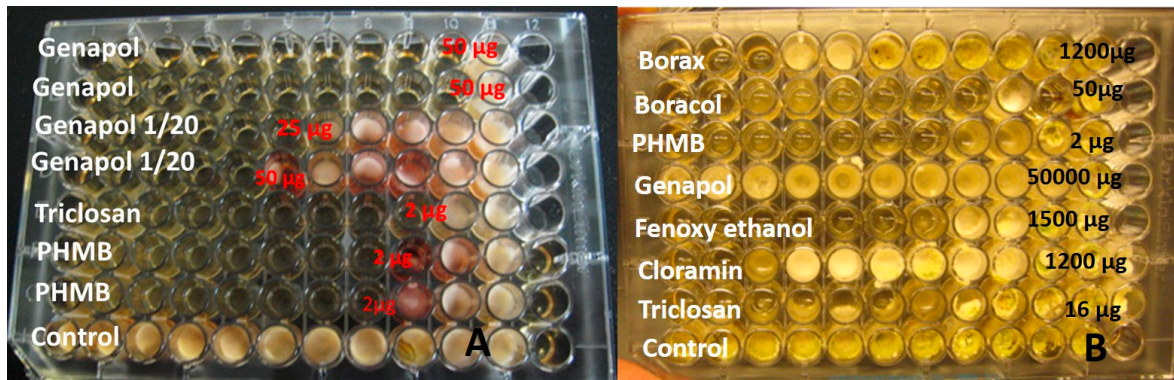 Genapol 50 µg
Genapol 50 µg
Genapol 1/20 25 µg
Genapol 1/20 50 µg
Triclosan 2 µg
PHMB 2 µg
PHMB 2µg
Control A
Borax 1200µg
Boracol 50µg
PHMB 2 µg
Genapol 50000 µg
Fenoxy ethanol 1500 µg
Cloramin 1200 µg
Triclosan 16 µg
Control B